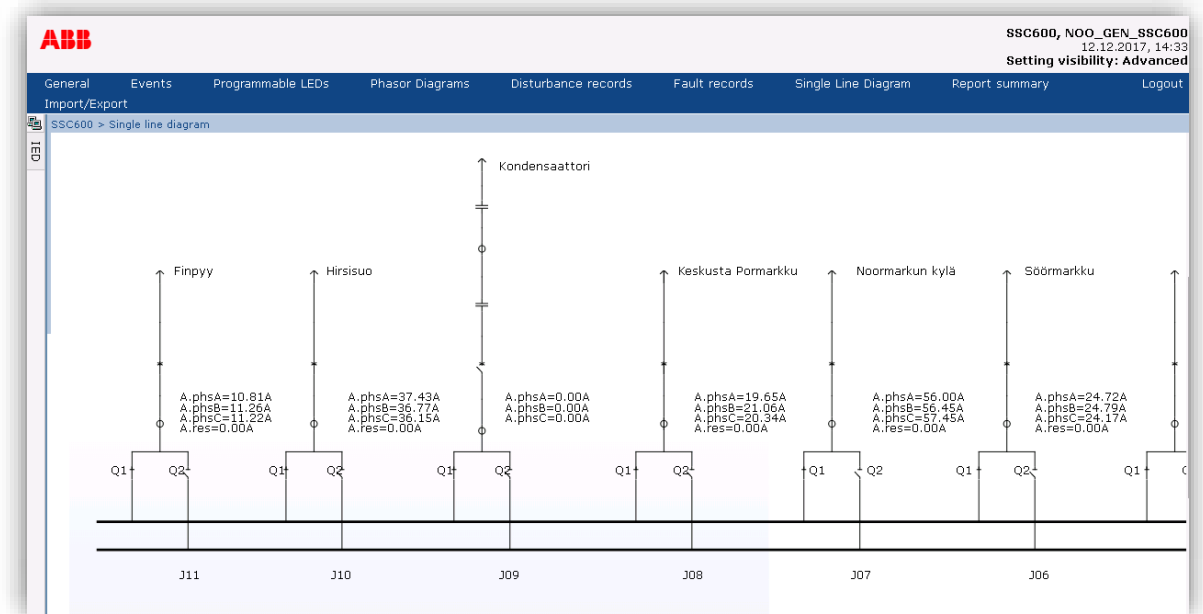 ABB
SSC600, NOO_GEN_SSC600
12.12.2017, 14:33
Setting visibility: Advanced
General Events Programmable LEDs Phasor Diagrams Disturbance records Fault records Single Line Diagram Report summary Logout
Import/Export
SSC600 > Single line diagram
IED
Kondensaattori
Finpyy Hirsisuo Keskusta Pormarkku Noormarkun kylä Söörmarkku
A.phsA=10.81A A.phsA=37.43A A.phsA=0.00A A.phsA=19.65A A.phsA=56.00A A.phsA=24.72A
A.phsB=11.26A A.phsB=36.77A A.phsB=0.00A A.phsB=21.06A A.phsB=56.45A A.phsB=24.79A
A.phsC=11.22A A.phsC=36.15A A.phsC=0.00A A.phsC=20.34A A.phsC=57.45A A.phsC=24.17A
A.res=0.00A A.res=0.00A A.res=0.00A A.res=0.00A A.res=0.00A
Q1 Q2 Q1 Q2 Q1 Q2 Q1 Q2 Q1 Q2 Q1 Q2 Q1
J11 J10 J09 J08 J07 J06